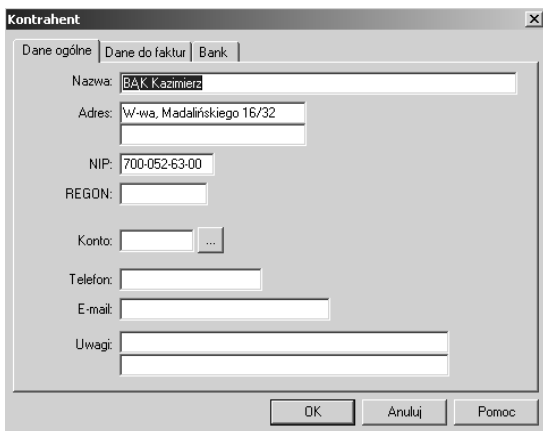 Kontrahent
Dane ogólne Dane do faktur Bank
Nazwa: BĄK Kazimierz
Adres: W-wa, Madalińskiego 16/32
NIP: 700-052-63-00
REGON:
Konto: ...
Telefon:
E-mail:
Uwagi:
OK Anuluj Pomoc